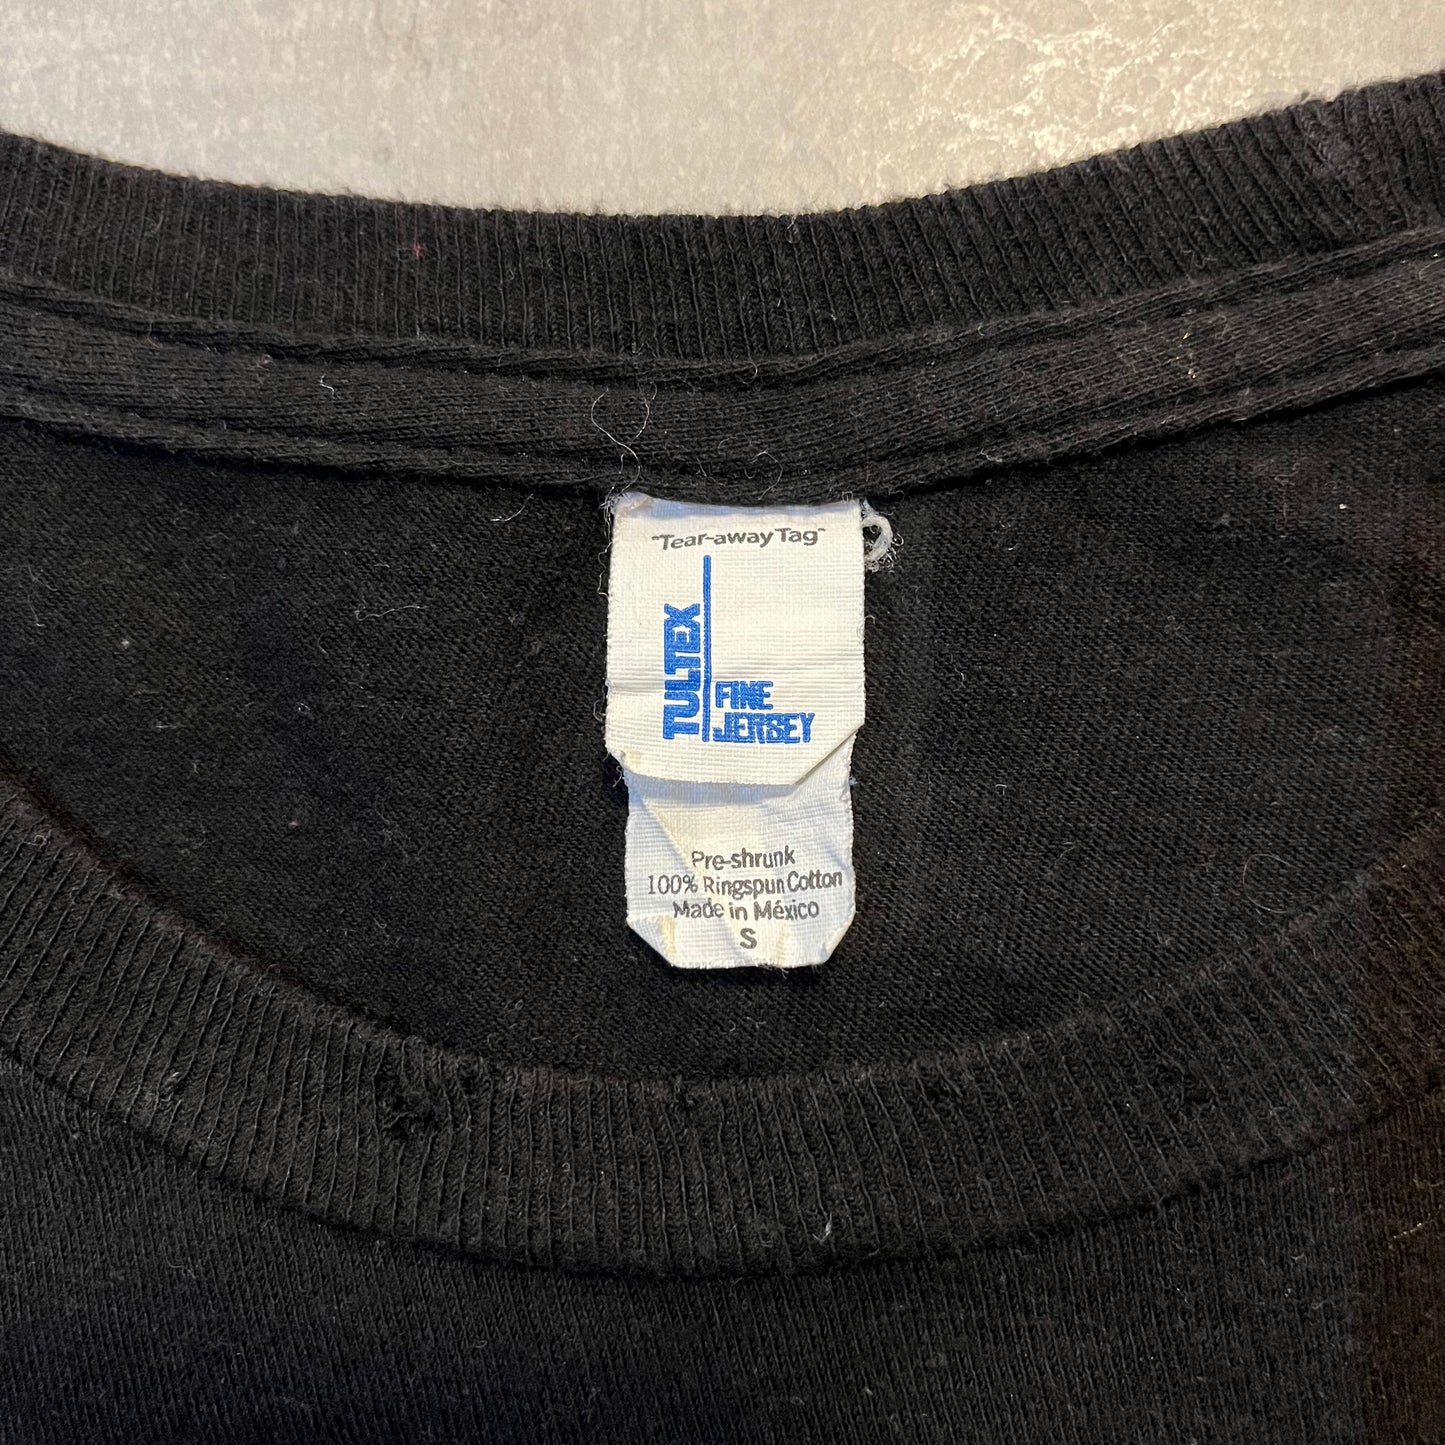 "Tear-away Tag"
TULTEX
FINE
JERSEY
Pre-shrunk
100% Ringspun Cotton
Made in México
S